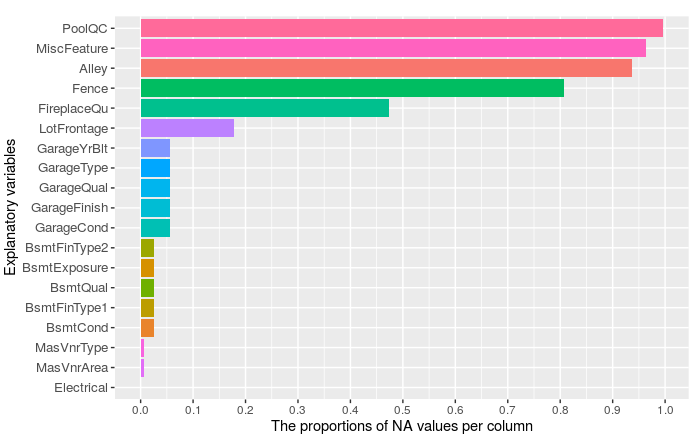 Explanatory variables
PoolQC
MiscFeature
Alley
Fence
FireplaceQu
LotFrontage
GarageYrBlt
GarageType
GarageQual
GarageFinish
GarageCond
BsmtFinType2
BsmtExposure
BsmtQual
BsmtFinType1
BsmtCond
MasVnrType
MasVnrArea
Electrical
0.0 0.1 0.2 0.3 0.4 0.5 0.6 0.7 0.8 0.9 1.0
The proportions of NA values per column